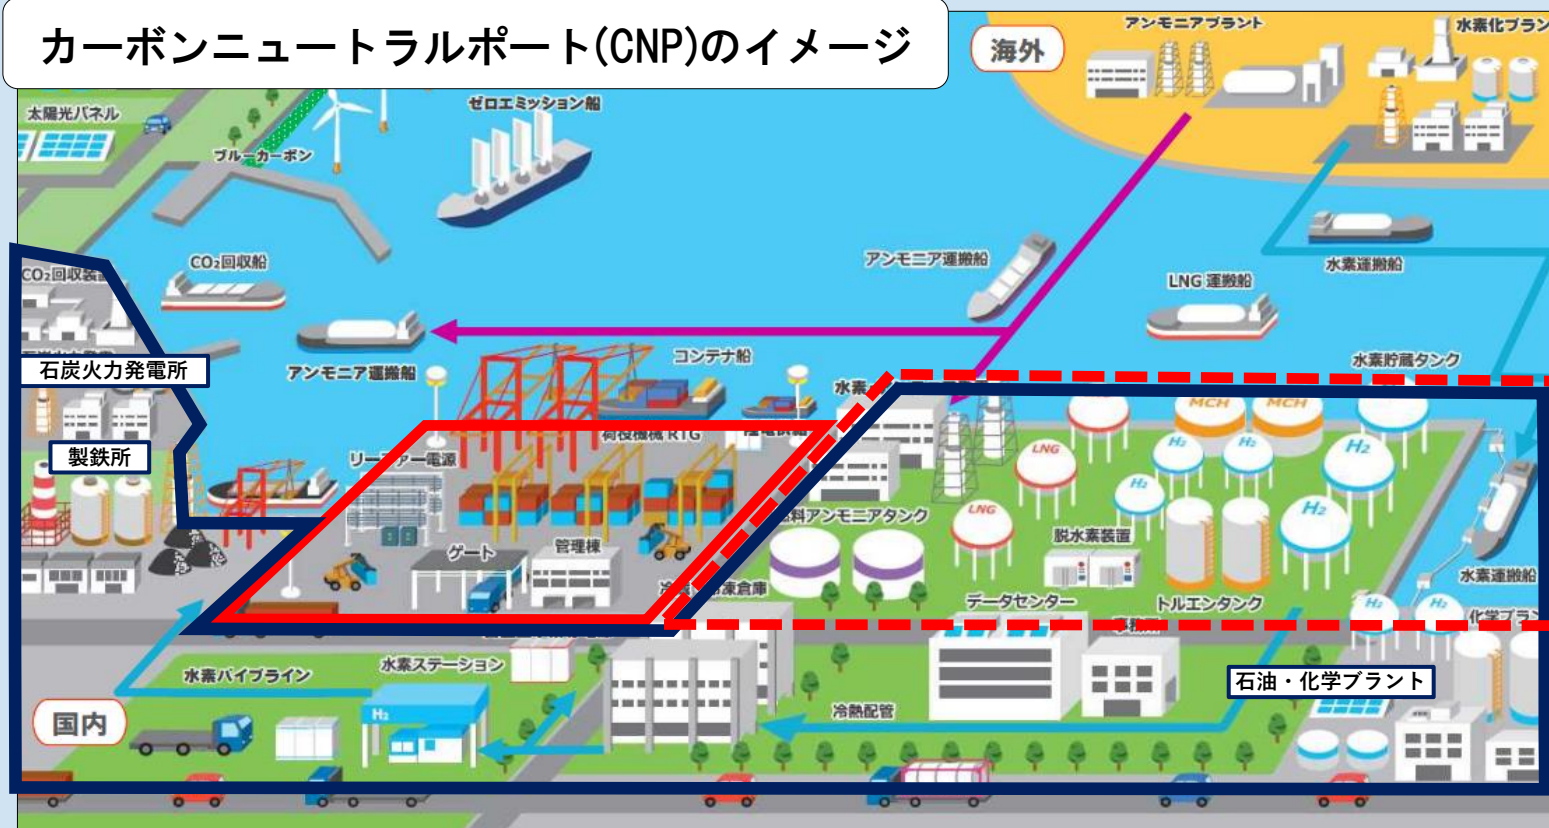 カーボンニュートラルポート(CNP)のイメージ
海外
アンモニアプラント
水素化プラン
太陽光パネル
ブルーカーボン
ゼロエミッション船
CO₂回収船
CO₂回収装置
アンモニア運搬船
アンモニア運搬船
LNG 運搬船
水素運搬船
石炭火力発電所
製鉄所
コンテナ船
水素貯蔵タンク
荷役機械 RTG
リーファー電源
ゲート
管理棟
MCH
MCH
LNG
LNG
H₂
H₂
H₂
H₂
H₂
料アンモニアタンク
脱水素装置
トルエンタンク
水素運搬船
データセンター
事務所
H₂
H₂
化学プラン
石油・化学プラント
凍倉庫
水素ステーション
水素パイプライン
H₂
冷熱配管
国内